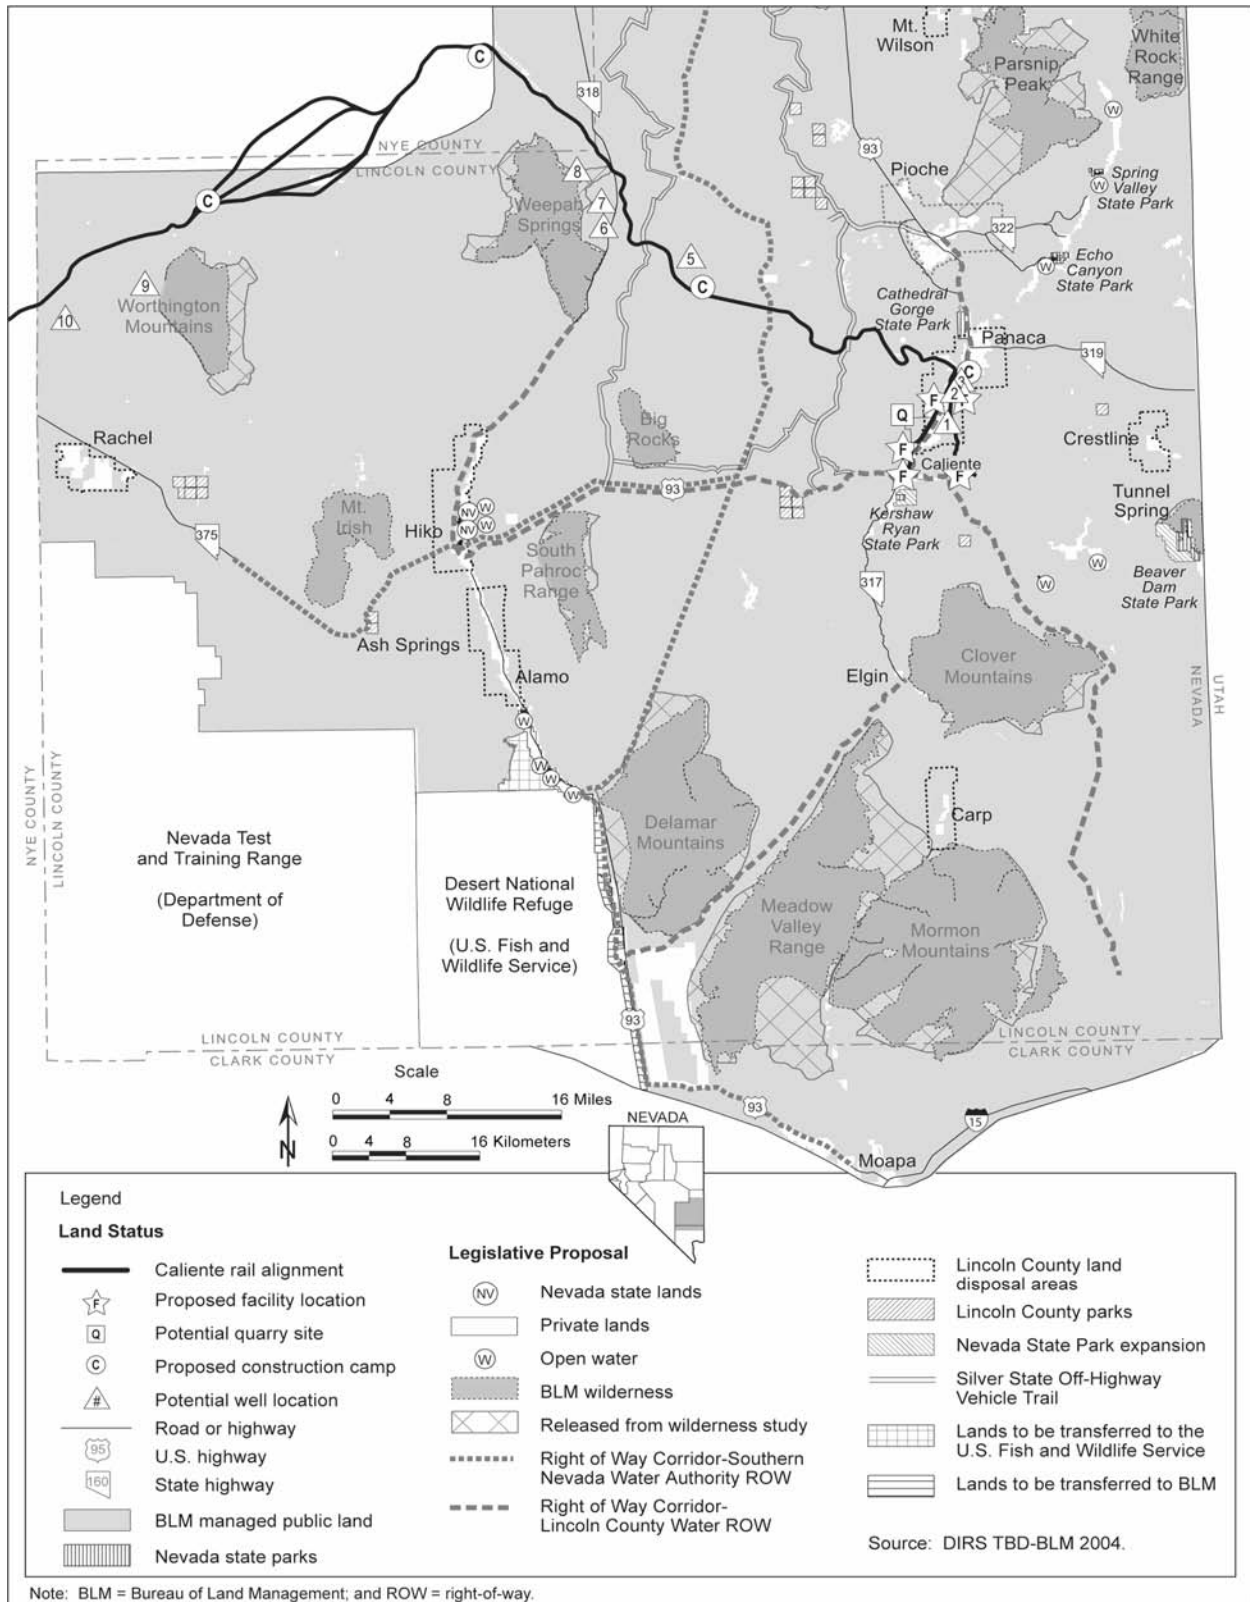 Mt.
Wilson
White
Rock
Range
Parsnip
Peak
C
318
93
W
NYE COUNTY
LINCOLN COUNTY
8
Pioche
Spring
Valley
State Park
W
C
Weepah
Springs
7
6
322
5
Echo
Canyon
State Park
W
C
9
Worthington
Mountains
10
Cathedral
Gorge
State Park
Panaca
319
C
2
F
1
Q
Big
Rocks
Rachel
F
Caliente
F
F
Crestline
93
Kershaw
Ryan
State Park
Tunnel
Spring
Mt.
Irish
Hiko
NV
W
NV
W
375
South
Pahroc
Range
317
W
W
Beaver
Dam
State Park
Ash Springs
Alamo
Elgin
Clover
Mountains
UTAH
NEVADA
W
W
W
W
NYE COUNTY
LINCOLN COUNTY
Nevada Test
and Training Range
(Department of
Defense)
Desert National
Wildlife Refuge
(U.S. Fish and
Wildlife Service)
Delamar
Mountains
Carp
Meadow
Valley
Range
Mormon
Mountains
93
LINCOLN COUNTY
CLARK COUNTY
LINCOLN COUNTY
CLARK COUNTY
Scale
0 4 8 16 Miles
0 4 8 16 Kilometers
N
NEVADA
93
15
Moapa
Legend
Land Status
Caliente rail alignment
F Proposed facility location
Q Potential quarry site
C Proposed construction camp
# Potential well location
Road or highway
95 U.S. highway
160 State highway
BLM managed public land
Nevada state parks
Legislative Proposal
NV Nevada state lands
Private lands
W Open water
BLM wilderness
Released from wilderness study
Right of Way Corridor-Southern
Nevada Water Authority ROW
Right of Way Corridor-
Lincoln County Water ROW
Lincoln County land
disposal areas
Lincoln County parks
Nevada State Park expansion
Silver State Off-Highway
Vehicle Trail
Lands to be transferred to the
U.S. Fish and Wildlife Service
Lands to be transferred to BLM
Source: DIRS TBD-BLM 2004.
Note: BLM = Bureau of Land Management; and ROW = right-of-way.